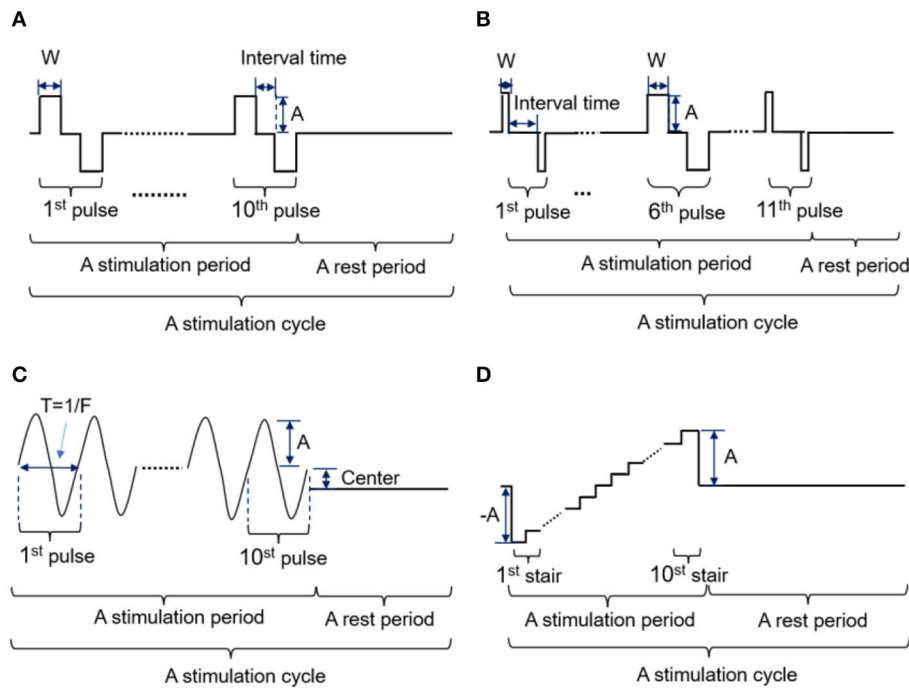 A
W
Interval time
A
1st pulse
10th pulse
A stimulation period
A rest period
A stimulation cycle
B
W
W
Interval time
A
1st pulse
...
6th pulse
11th pulse
A stimulation period
A rest period
A stimulation cycle
C
T=1/F
A
Center
1st pulse
10st pulse
A stimulation period
A rest period
A stimulation cycle
D
A
-A
1st stair
10st stair
A stimulation period
A rest period
A stimulation cycle